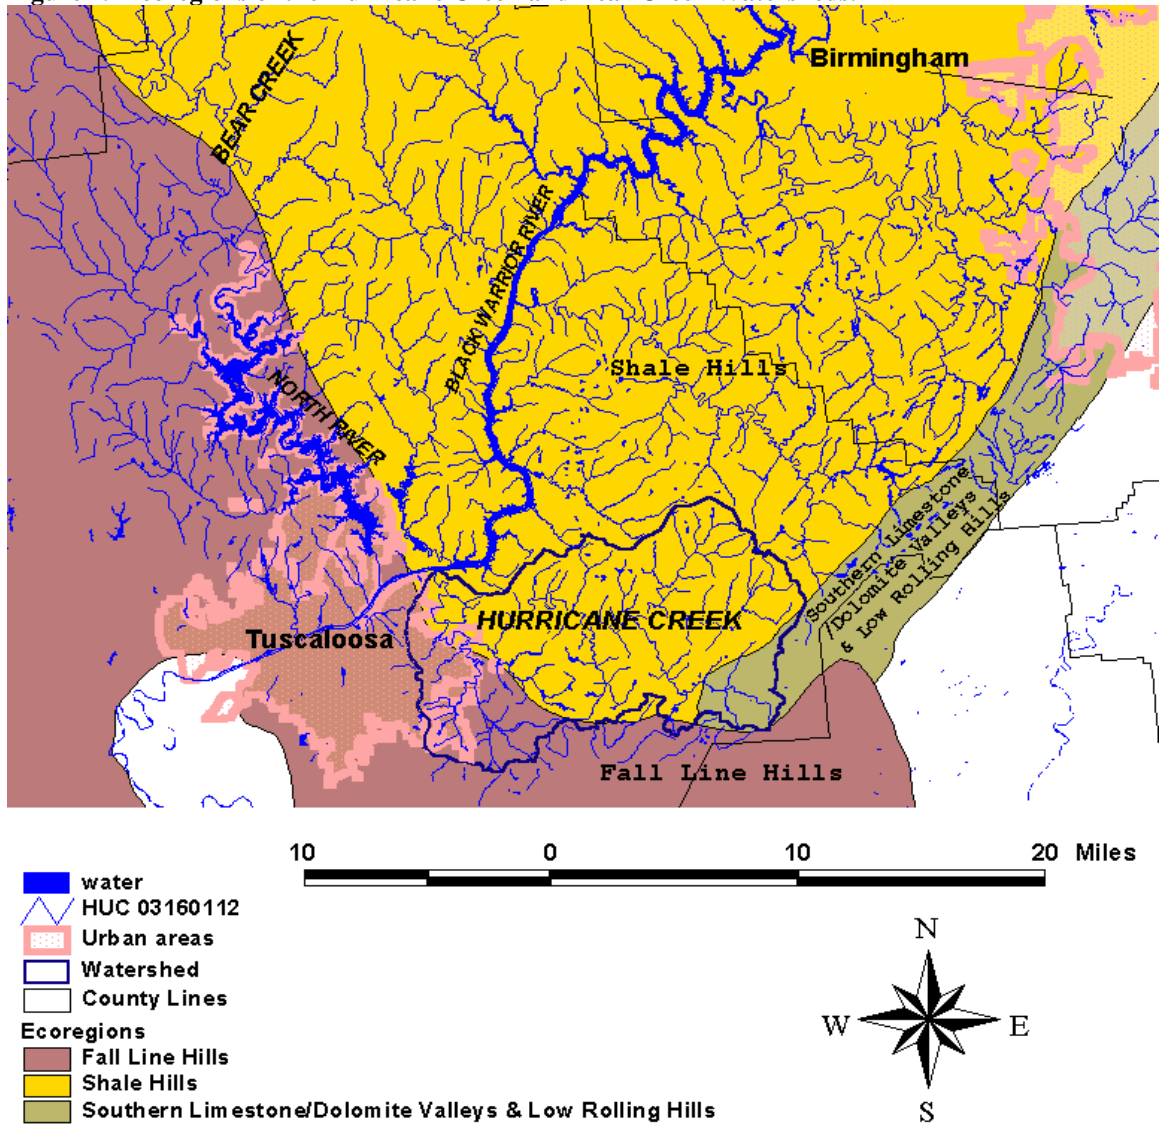 Birmingham
BEAR CREEK
BLACK WARRIOR RIVER
Shale Hills
NORTH RIVER
Southern Limestone
/Dolomite Valleys
& Low Rolling Hills
HURRICANE CREEK
Tuscaloosa
Fall Line Hills
10 0 10 20 Miles
water
HUC 03160112
Urban areas
Watershed
County Lines
Ecoregions
Fall Line Hills
Shale Hills
Southern Limestone/Dolomite Valleys & Low Rolling Hills
N
W E
S